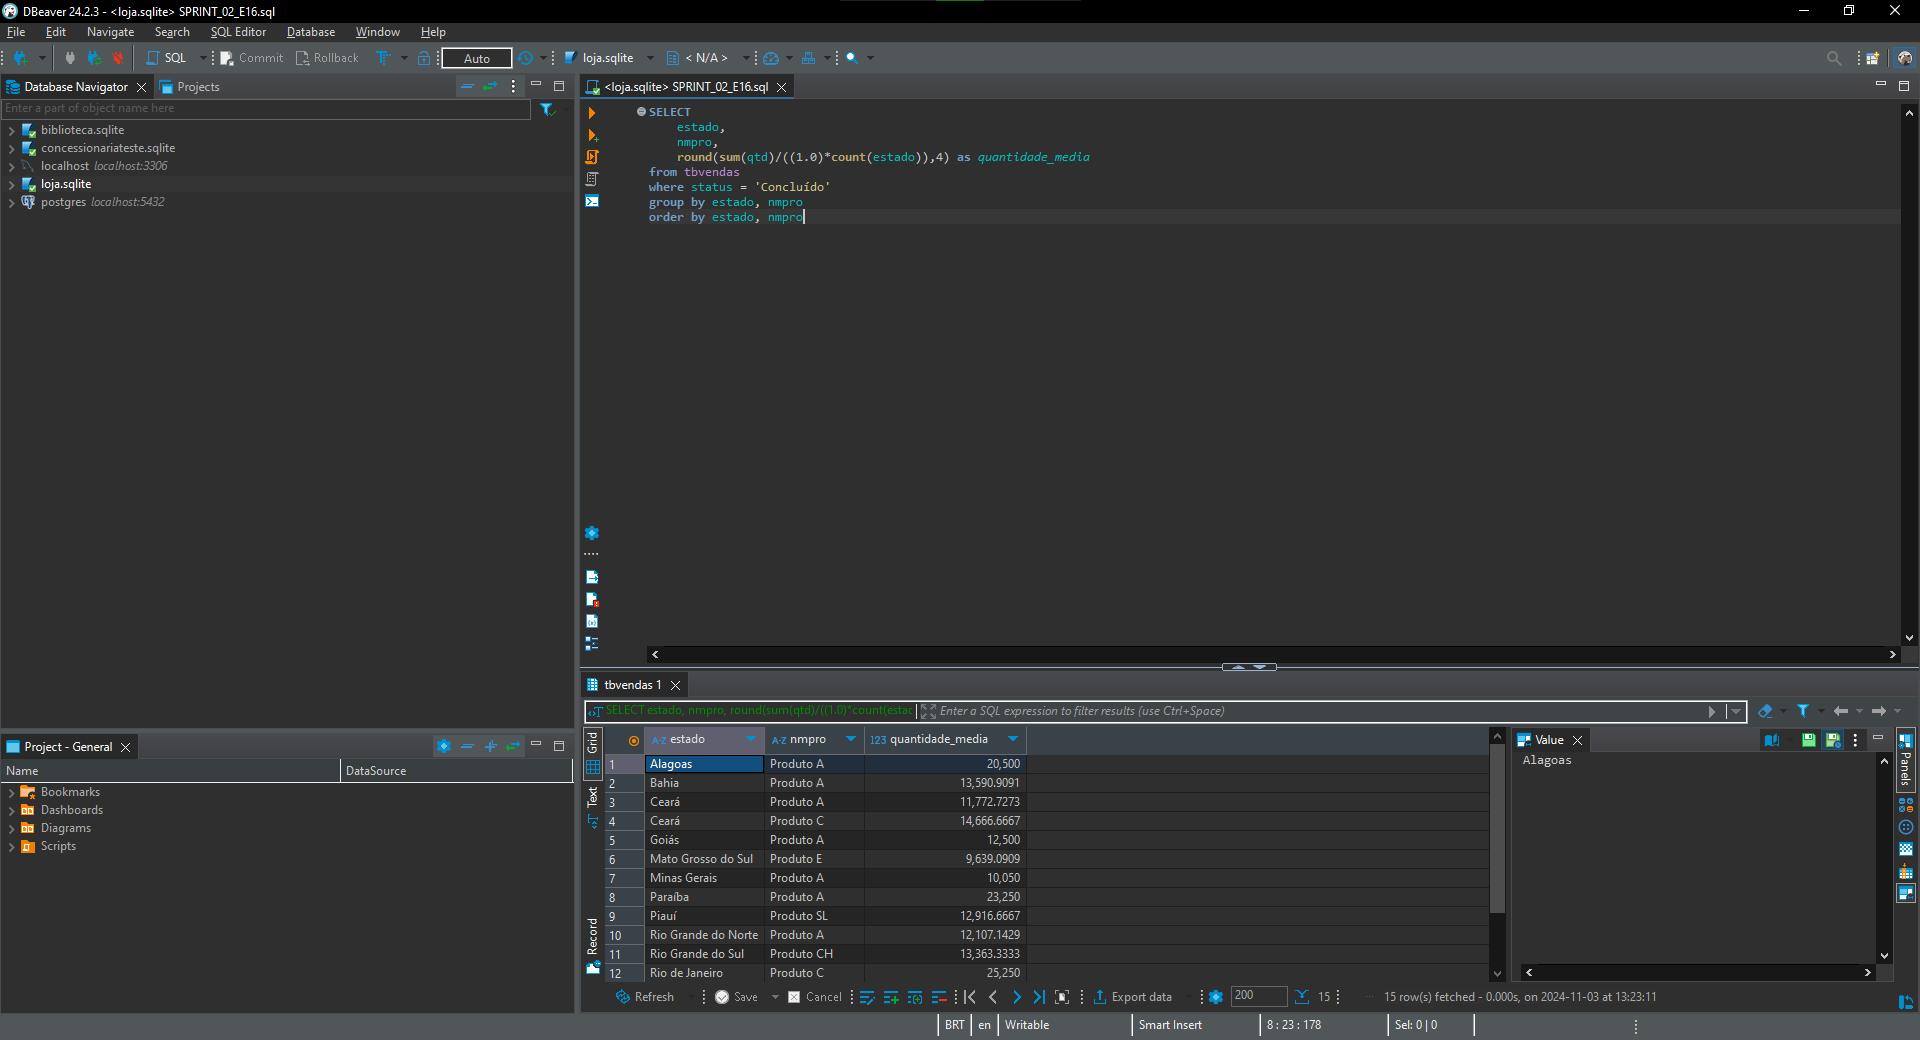 DBeaver 24.2.3 - <loja.sqlite> SPRINT_02_E16.sql
File Edit Navigate Search SQL Editor Database Window Help
SQL Commit Rollback Auto loja.sqlite < N/A >
Database Navigator Projects
Enter a part of object name here
biblioteca.sqlite
concessionariateste.sqlite
localhost localhost:3306
loja.sqlite
postgres localhost:5432
<loja.sqlite> SPRINT_02_E16.sql
SELECT
estado,
nmpro,
round(sum(qtd)/((1.0)*count(estado)),4) as quantidade_media
from tbvendas
where status = 'Concluído'
group by estado, nmpro
order by estado, nmpro
Project - General
Name DataSource
Bookmarks
Dashboards
Diagrams
Scripts
tbvendas 1
SELECT estado, nmpro, round(sum(qtd)/((1.0)*count(estac Enter a SQL expression to filter results (use Ctrl+Space)
Grid
Text
Record
A-Z estado A-Z nmpro 123 quantidade_media
1 Alagoas Produto A 20,500
2 Bahia Produto A 13,590.9091
3 Ceará Produto A 11,772.7273
4 Ceará Produto C 14,666.6667
5 Goiás Produto A 12,500
6 Mato Grosso do Sul Produto E 9,639.0909
7 Minas Gerais Produto A 10,050
8 Paraíba Produto A 23,250
9 Piauí Produto SL 12,916.6667
10 Rio Grande do Norte Produto A 12,107.1429
11 Rio Grande do Sul Produto CH 13,363.3333
12 Rio de Janeiro Produto C 25,250
Value
Alagoas
Panels
Refresh Save Cancel Export data 200 15 15 row(s) fetched - 0.000s, on 2024-11-03 at 13:23:11
BRT en Writable Smart Insert 8 : 23 : 178 Sel: 0 | 0